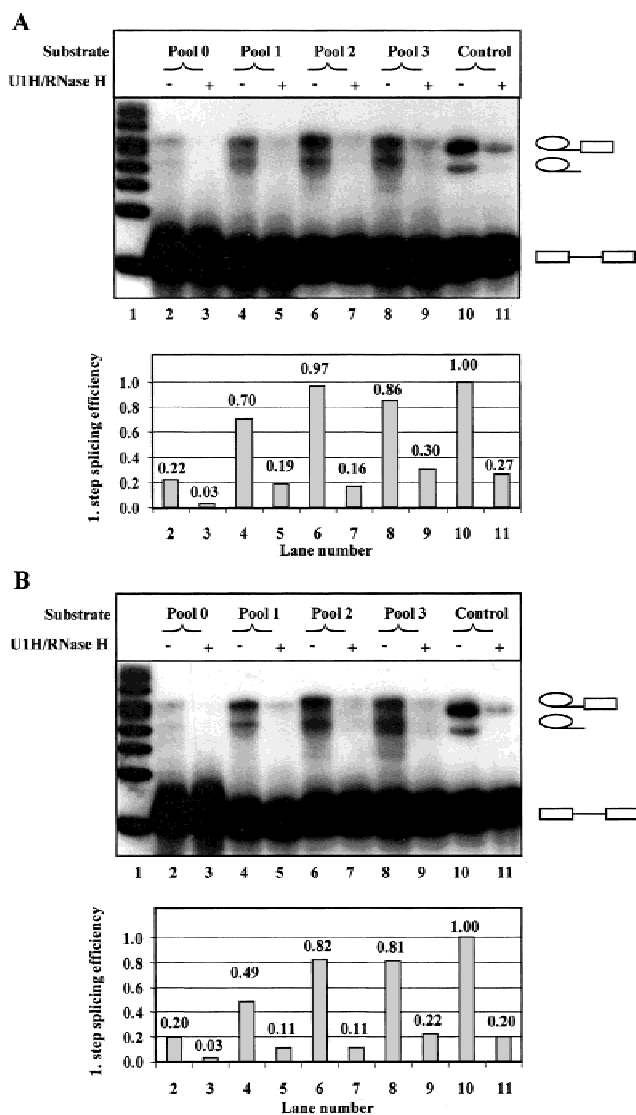 A
Substrate Pool 0 Pool 1 Pool 2 Pool 3 Control
U1H/RNase H - + - + - + - + - +
1 2 3 4 5 6 7 8 9 10 11
1. step splicing efficiency
1.0
0.8
0.6
0.4
0.2
0.0
0.22 0.03 0.70 0.19 0.97 0.16 0.86 0.30 1.00 0.27
2 3 4 5 6 7 8 9 10 11
Lane number
B
Substrate Pool 0 Pool 1 Pool 2 Pool 3 Control
U1H/RNase H - + - + - + - + - +
1 2 3 4 5 6 7 8 9 10 11
1. step splicing efficiency
1.0
0.8
0.6
0.4
0.2
0.0
0.20 0.03 0.49 0.11 0.82 0.11 0.81 0.22 1.00 0.20
2 3 4 5 6 7 8 9 10 11
Lane number